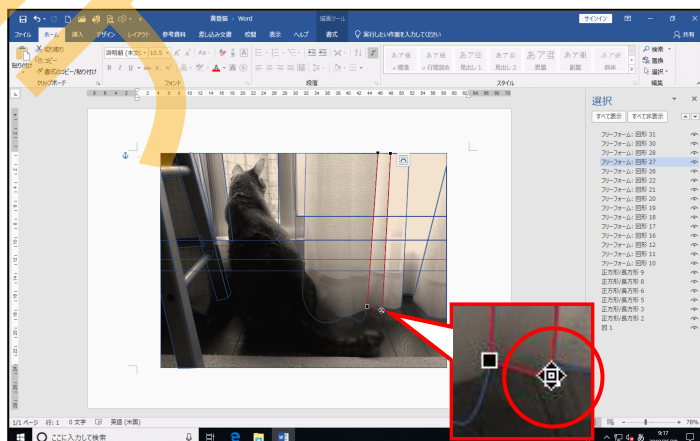 黄昏猫 - Word
描画ツール
サインイン
ファイル ホーム 挿入 デザイン レイアウト 参考資料 差し込み文書 校閲 表示 ヘルプ 書式 実行したい作業を入力してください
共有
貼り付け
切り取り
コピー
書式のコピー/貼り付け
游明朝 (本文) 10.5
標準 行間詰め 見出し 1 見出し 2 表題 副題 斜体
検索
置換
選択
クリップボード フォント 段落 スタイル 編集
選択
すべて表示 すべて非表示
フリーフォーム: 図形 31
フリーフォーム: 図形 30
フリーフォーム: 図形 28
フリーフォーム: 図形 27
フリーフォーム: 図形 26
フリーフォーム: 図形 22
フリーフォーム: 図形 21
フリーフォーム: 図形 20
フリーフォーム: 図形 19
フリーフォーム: 図形 18
フリーフォーム: 図形 17
フリーフォーム: 図形 16
フリーフォーム: 図形 12
フリーフォーム: 図形 11
フリーフォーム: 図形 10
正方形/長方形 9
正方形/長方形 8
正方形/長方形 6
正方形/長方形 5
正方形/長方形 3
正方形/長方形 2
図 1
1/1 ページ 行: 1 0 文字 英語 (米国)
78%
ここに入力して検索
あ
9:17